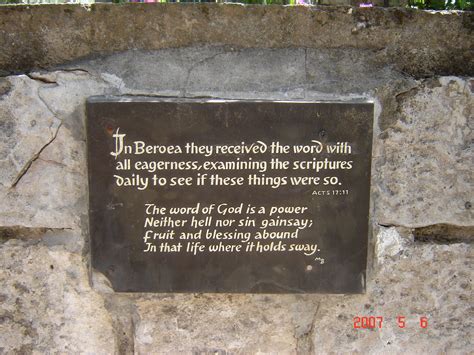 In Beroea they received the word with
all eagerness, examining the scriptures
daily to see if these things were so.
ACTS 17:11
The word of God is a power
Neither hell nor sin gainsay;
Fruit and blessing abound
In that life where it holds sway.
MB
2007 5 6